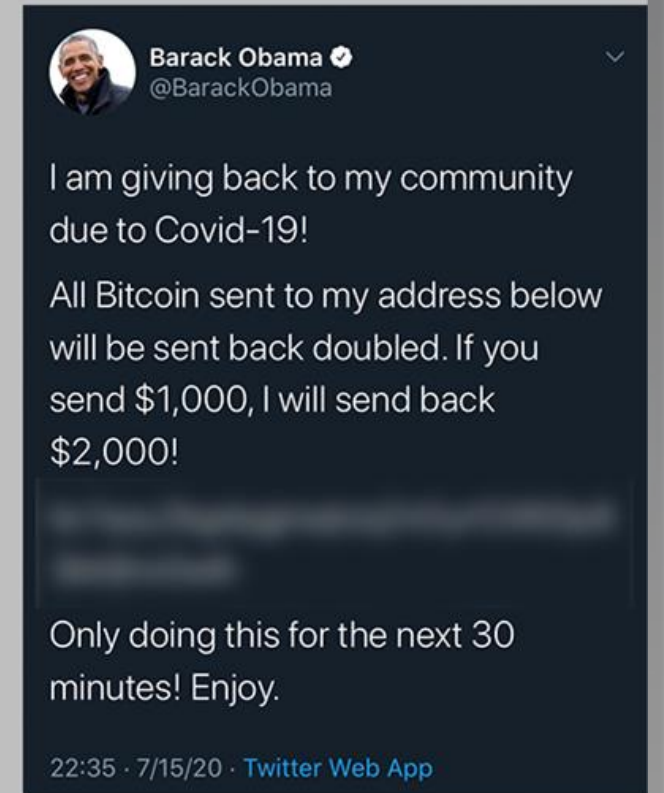 Barack Obama
@BarackObama
I am giving back to my community
due to Covid-19!
All Bitcoin sent to my address below
will be sent back doubled. If you
send $1,000, I will send back
$2,000!
Only doing this for the next 30
minutes! Enjoy.
22:35 · 7/15/20 · Twitter Web App